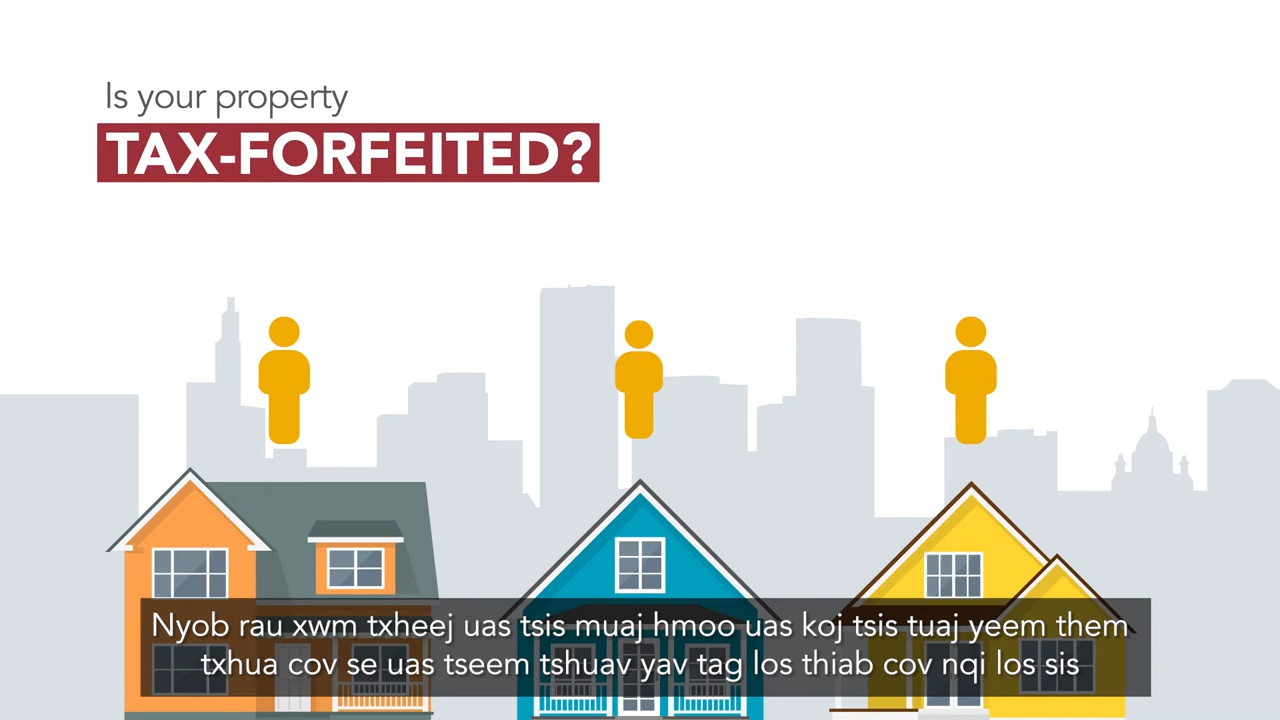 Is your property
TAX-FORFEITED?
Nyob rau xwm txheej uas tsis muaj hmoo uas koj tsis tuaj yeem them
txhua cov se uas tseem tshuav yav tag los thiab cov nqi los sis